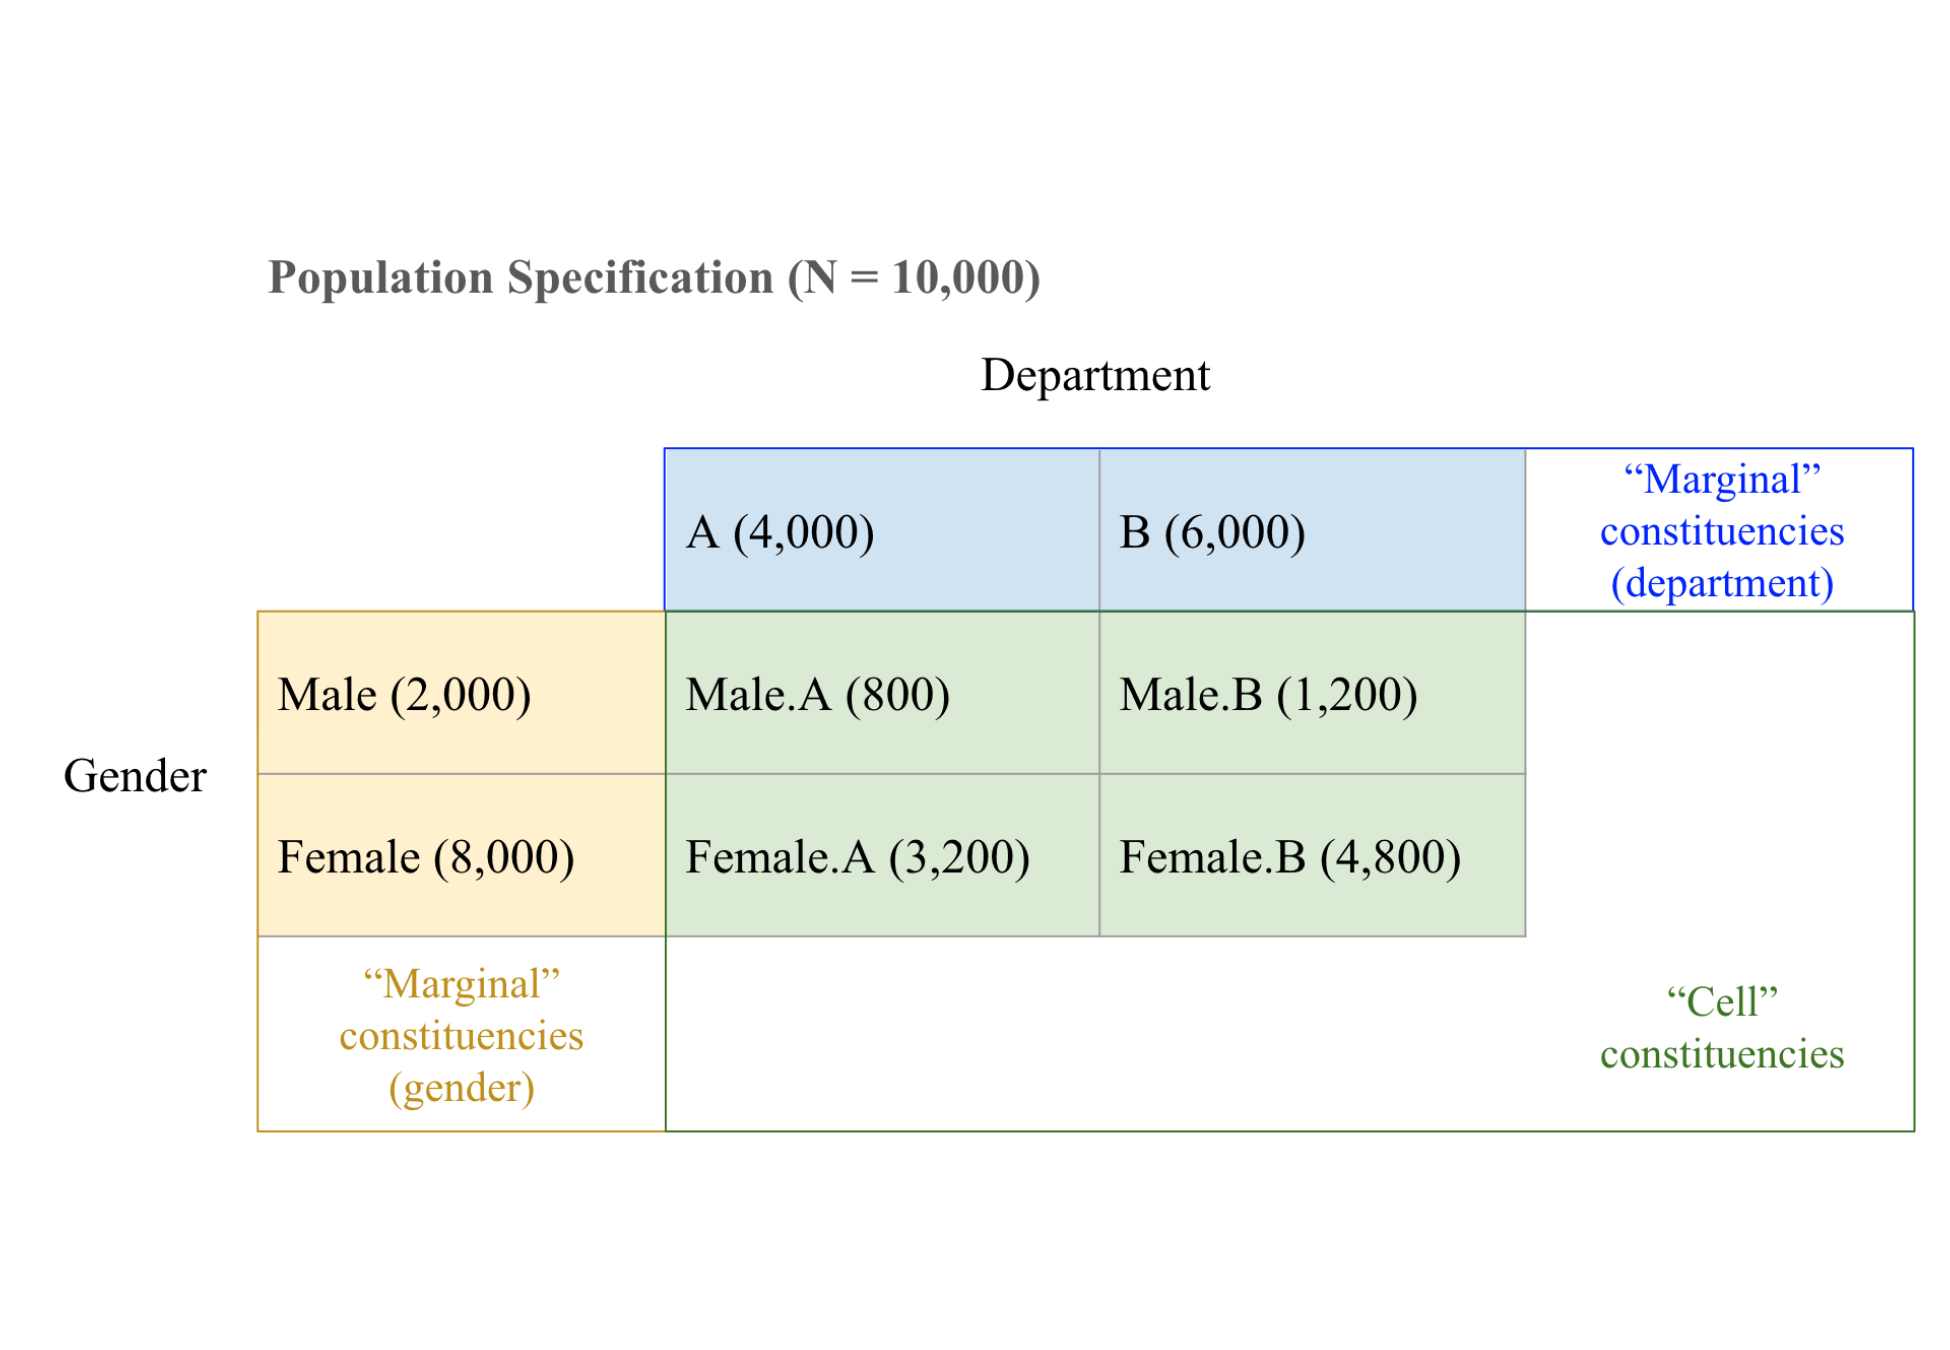 Population Specification (N = 10,000)
Department
A (4,000)
B (6,000)
“Marginal”
constituencies
(department)
Male (2,000)
Male.A (800)
Male.B (1,200)
Gender
Female (8,000)
Female.A (3,200)
Female.B (4,800)
“Marginal”
constituencies
(gender)
“Cell”
constituencies